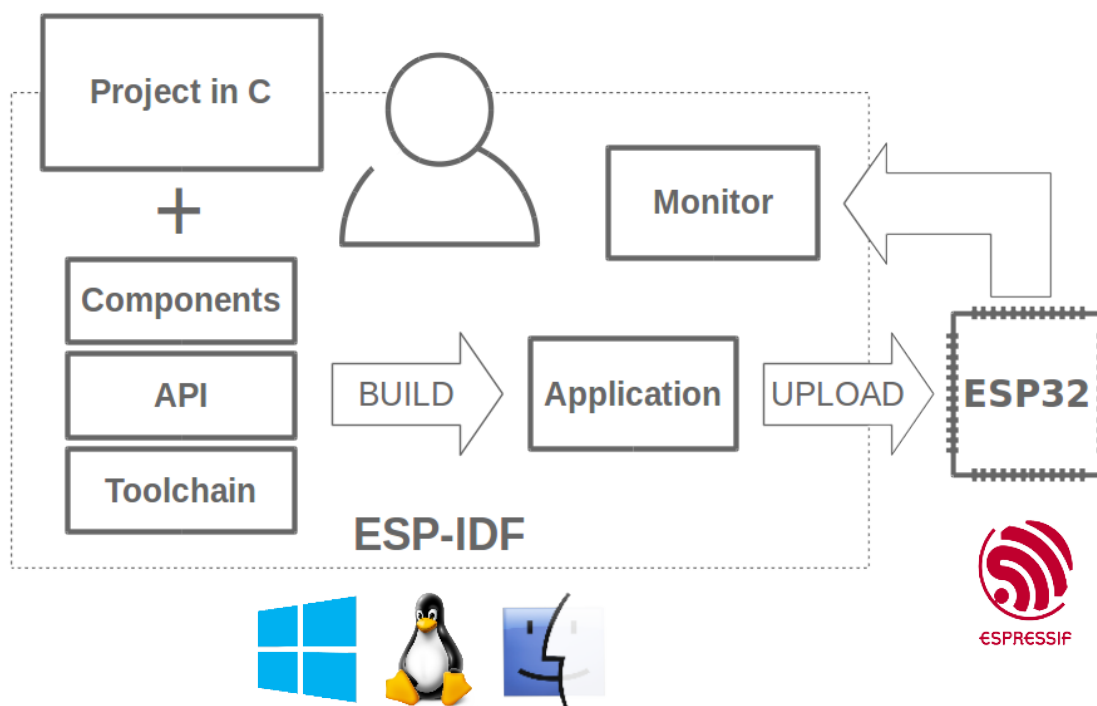 Project in C
+
Components
API
Toolchain
BUILD
Application
UPLOAD
ESP32
Monitor
ESP-IDF
ESPRESSIF